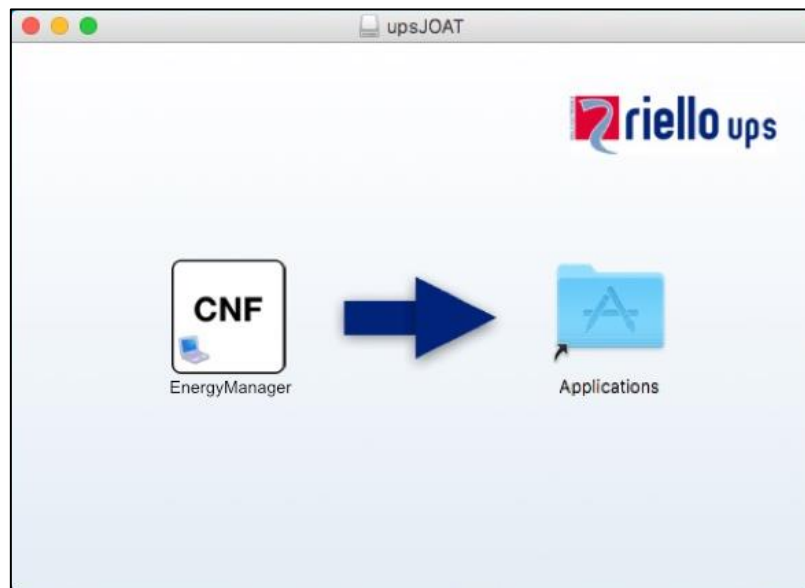 upsJOAT
riello ups
CNF
EnergyManager
Applications